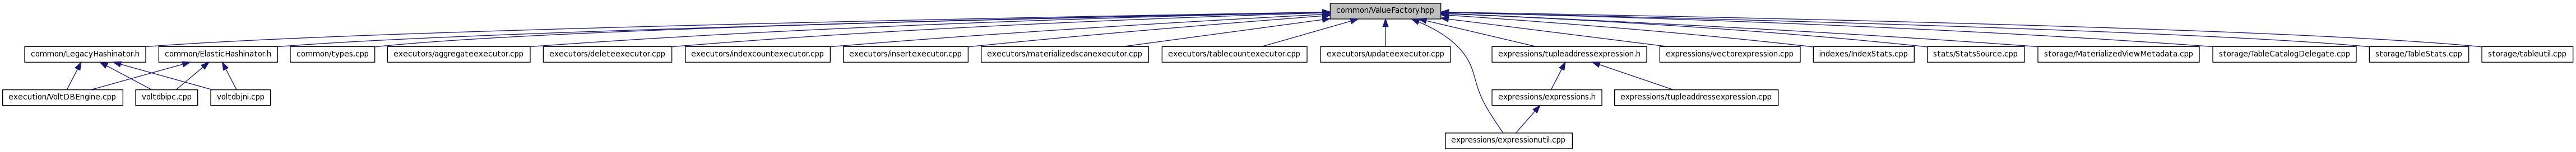 common/ValueFactory.hpp
common/LegacyHashinator.h
common/ElasticHashinator.h
common/types.cpp
executors/aggregateexecutor.cpp
executors/deleteexecutor.cpp
executors/indexcountexecutor.cpp
executors/insertexecutor.cpp
executors/materializedscanexecutor.cpp
executors/tablecountexecutor.cpp
executors/updateexecutor.cpp
expressions/tupleaddressexpression.h
expressions/vectorexpression.cpp
indexes/IndexStats.cpp
stats/StatsSource.cpp
storage/MaterializedViewMetadata.cpp
storage/TableCatalogDelegate.cpp
storage/TableStats.cpp
storage/tableutil.cpp
execution/VoltDBEngine.cpp
voltdbipc.cpp
voltdbjni.cpp
expressions/expressions.h
expressions/tupleaddressexpression.cpp
expressions/expressionutil.cpp